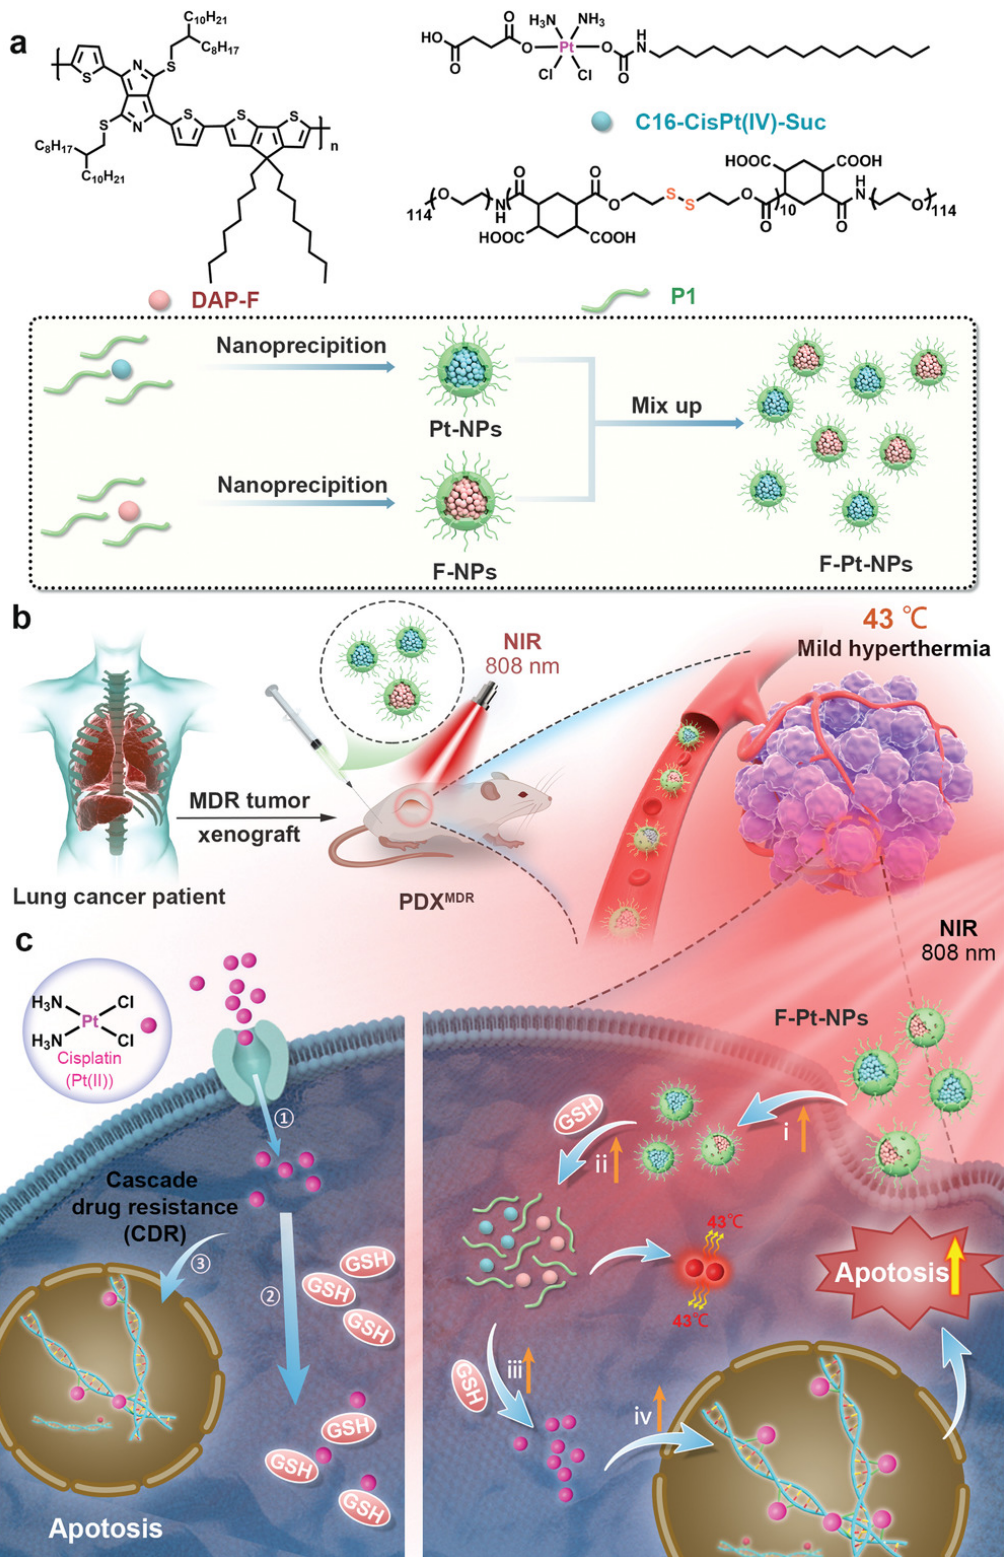 a
C10H21
C8H17
S
S
N
N
S
S
S
S
n
C8H17
C10H21
DAP-F
H3N
NH3
HO
O
O
O
Pt
O
H
N
O
Cl
Cl
C16-CisPt(IV)-Suc
HOOC
COOH
114
O
N
H
O
O
O
S
S
O
O
10
H
N
O
O
114
HOOC
COOH
P1
Nanoprecipition
Pt-NPs
Nanoprecipition
F-NPs
Mix up
F-Pt-NPs
b
NIR
808 nm
43 ℃
Mild hyperthermia
MDR tumor
xenograft
Lung cancer patient
PDXMDR
NIR
808 nm
c
H3N
Cl
Pt
H3N
Cl
Cisplatin
(Pt(II))
①
Cascade
drug resistance
(CDR)
③
②
GSH
GSH
GSH
GSH
GSH
GSH
Apotosis
F-Pt-NPs
i
GSH
ii
43℃
43℃
Apotosis
iii
GSH
iv